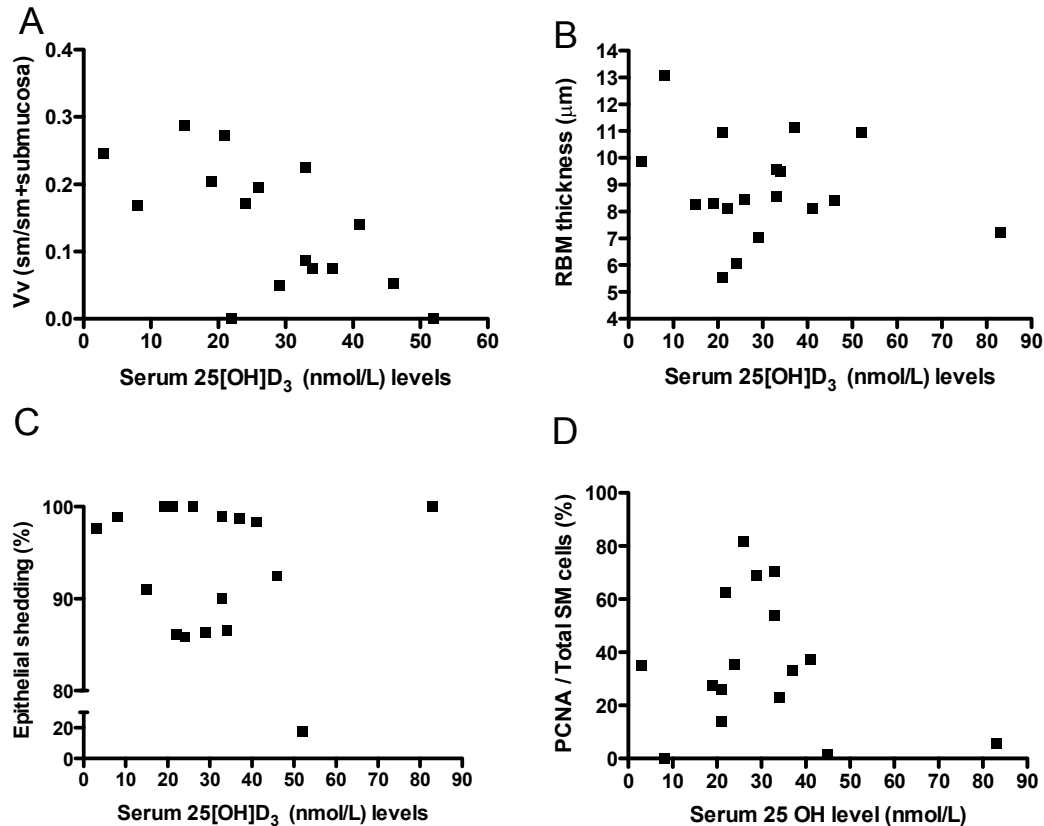 A
Vv (sm/sm+submucosa)
0.4
0.3
0.2
0.1
0.0
0 10 20 30 40 50 60
Serum 25[OH]D₃ (nmol/L) levels
B
RBM thickness (μm)
14
13
12
11
10
9
8
7
6
5
4
0 10 20 30 40 50 60 70 80 90
Serum 25[OH]D₃ (nmol/L) levels
C
Epithelial shedding (%)
100
90
80
20
0
0 10 20 30 40 50 60 70 80 90
Serum 25[OH]D₃ (nmol/L) levels
D
PCNA / Total SM cells (%)
100
80
60
40
20
0
0 10 20 30 40 50 60 70 80 90
Serum 25 OH level (nmol/L)